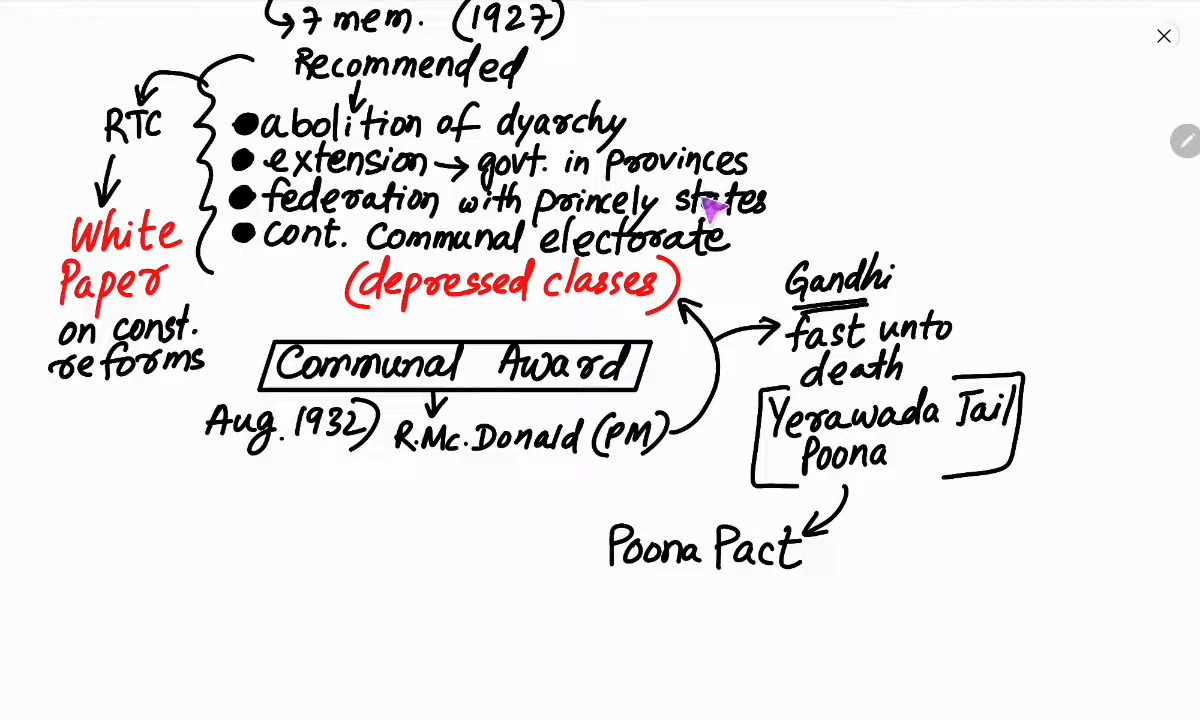 7 mem. (1927)
Recommended
RTC
• abolition of dyarchy
• extension → govt. in provinces
• federation with princely states
• cont. Communal electorate
(depressed classes)
White
Paper
on const.
reforms
Communal Award
Aug. 1932)
R.Mc.Donald (PM)
Gandhi
fast unto
death
Yerawada Jail
Poona
Poona Pact